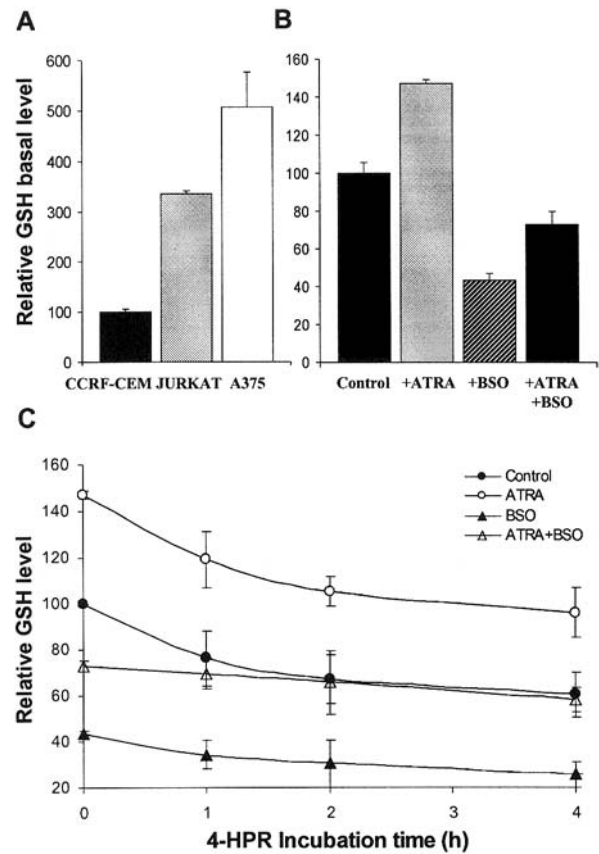 A
B
Relative GSH basal level
600
500
400
300
200
100
0
CCRF-CEM JURKAT A375
160
140
120
100
80
60
40
20
0
Control +ATRA +BSO +ATRA
+BSO
C
Relative GSH level
160
140
120
100
80
60
40
20
Control
ATRA
BSO
ATRA+BSO
0 1 2 3 4
4-HPR Incubation time (h)